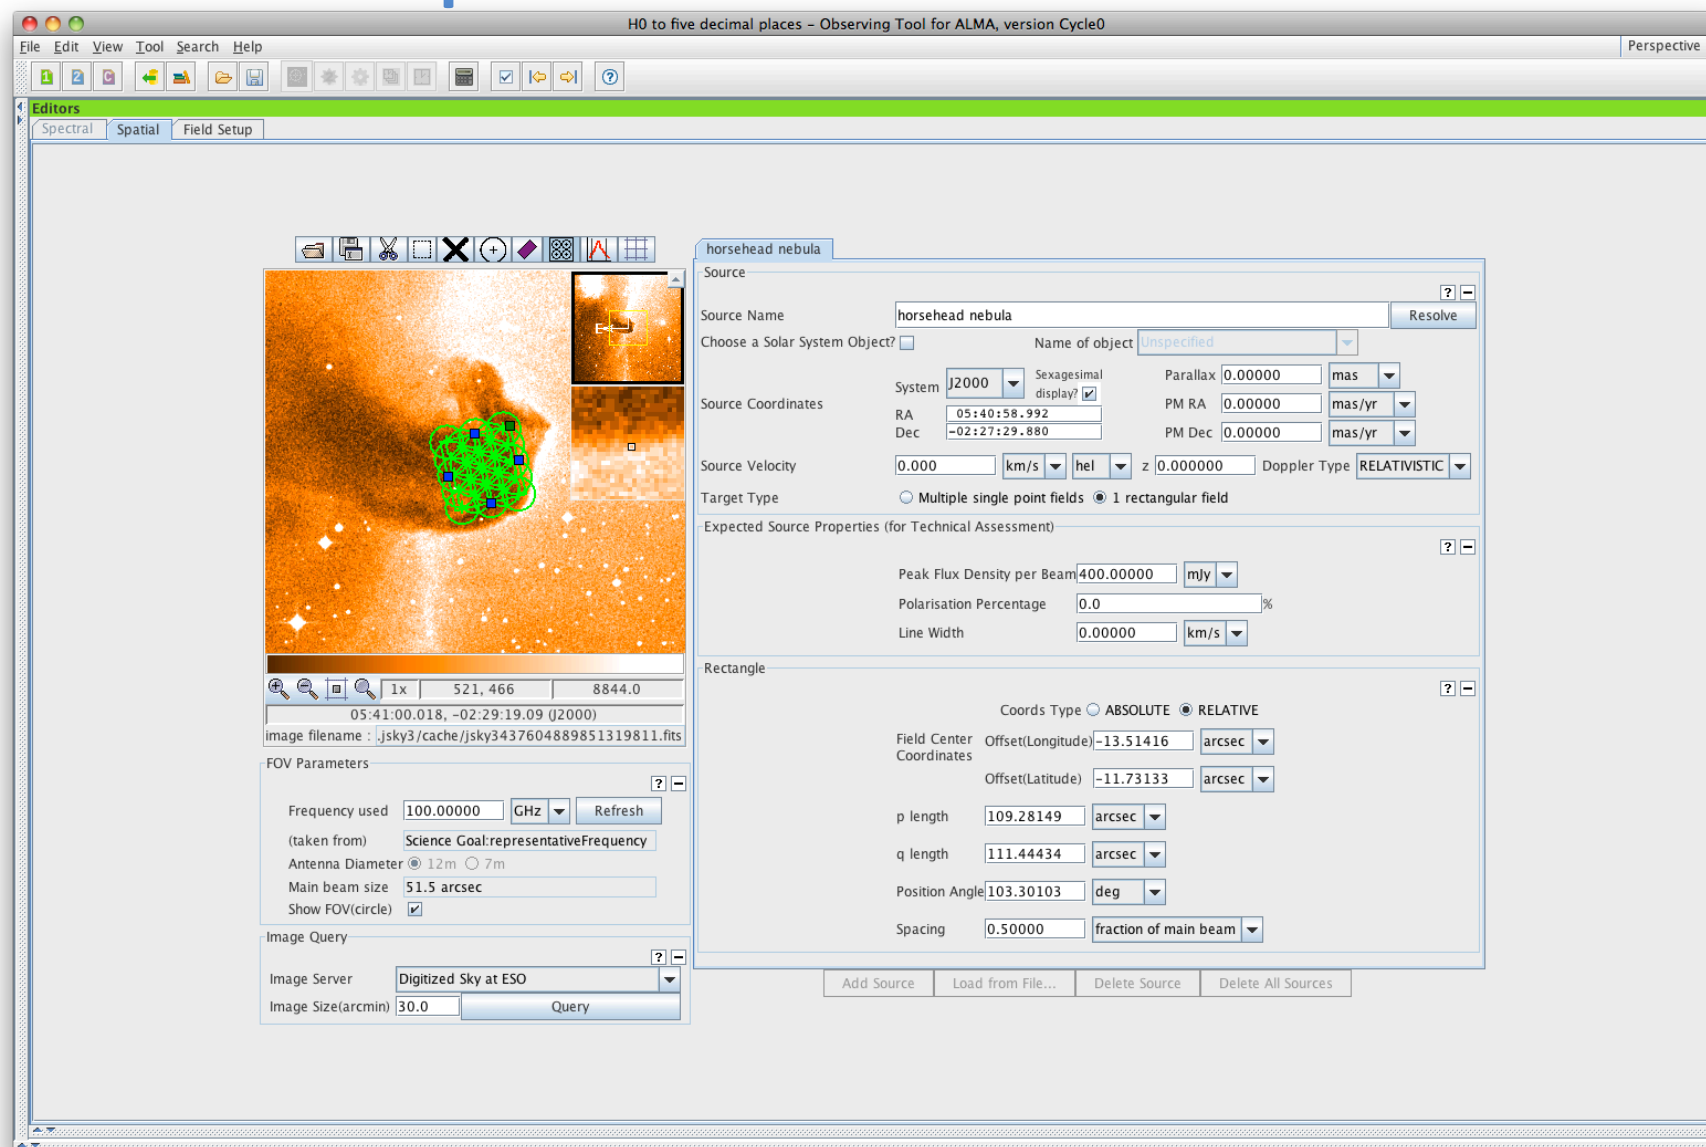 H0 to five decimal places – Observing Tool for ALMA, version Cycle0
File Edit View Tool Search Help
Perspective
1 2 C
Editors
Spectral Spatial Field Setup
horsehead nebula
Source
Source Name horsehead nebula Resolve
Choose a Solar System Object? Name of object Unspecified
Source Coordinates
System J2000 Sexagesimal display?
RA 05:40:58.992
Dec -02:27:29.880
Parallax 0.00000 mas
PM RA 0.00000 mas/yr
PM Dec 0.00000 mas/yr
Source Velocity 0.000 km/s hel z 0.000000 Doppler Type RELATIVISTIC
Target Type Multiple single point fields 1 rectangular field
Expected Source Properties (for Technical Assessment)
Peak Flux Density per Beam 400.00000 mJy
Polarisation Percentage 0.0 %
Line Width 0.00000 km/s
Rectangle
Coords Type ABSOLUTE RELATIVE
Field Center Coordinates
Offset(Longitude) -13.51416 arcsec
Offset(Latitude) -11.73133 arcsec
p length 109.28149 arcsec
q length 111.44434 arcsec
Position Angle 103.30103 deg
Spacing 0.50000 fraction of main beam
Add Source Load from File... Delete Source Delete All Sources
E
1x 521, 466 8844.0
05:41:00.018, -02:29:19.09 (J2000)
image filename : .jsky3/cache/jsky3437604889851319811.fits
FOV Parameters
Frequency used 100.00000 GHz Refresh
(taken from) Science Goal:representativeFrequency
Antenna Diameter 12m 7m
Main beam size 51.5 arcsec
Show FOV(circle)
Image Query
Image Server Digitized Sky at ESO
Image Size(arcmin) 30.0 Query